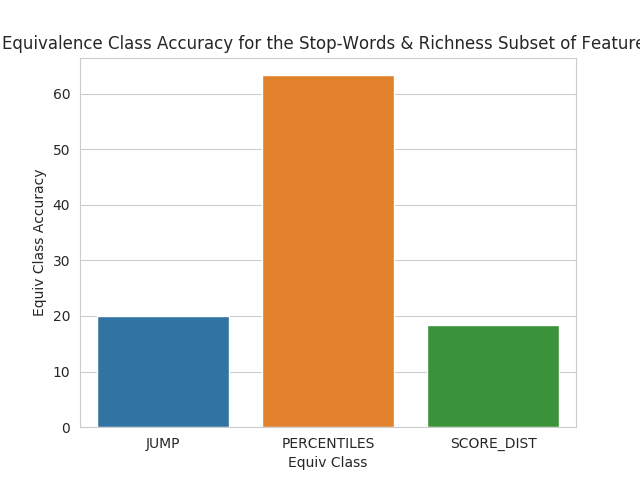 Equivalence Class Accuracy for the Stop-Words & Richness Subset of Feature
60
50
40
30
20
10
0
Equiv Class Accuracy
JUMP PERCENTILES SCORE_DIST
Equiv Class